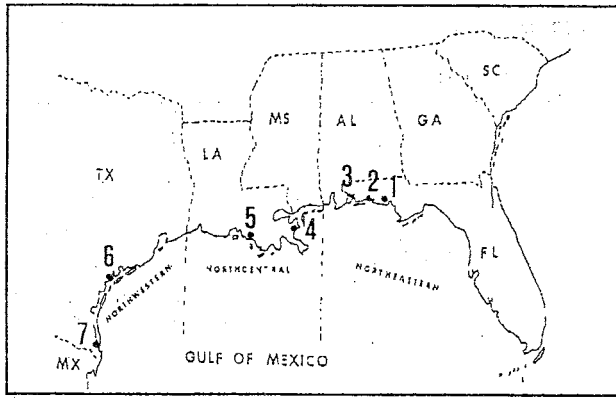 SC
MS
AL
GA
LA
TX
3
2
1
5
4
6
FL
NORTHWESTERN
NORTHCENTRAL
NORTHEASTERN
7
MX
GULF OF MEXICO